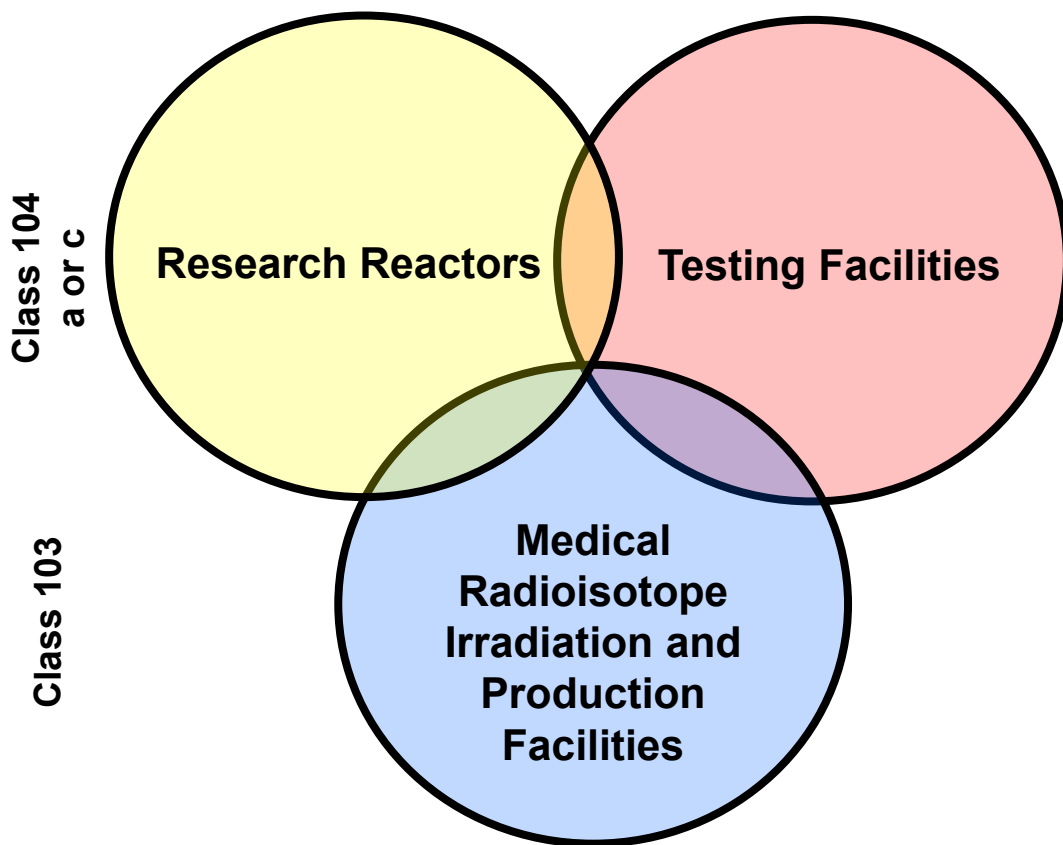 Class 104
a or c
Research Reactors
Testing Facilities
Class 103
Medical
Radioisotope
Irradiation and
Production
Facilities